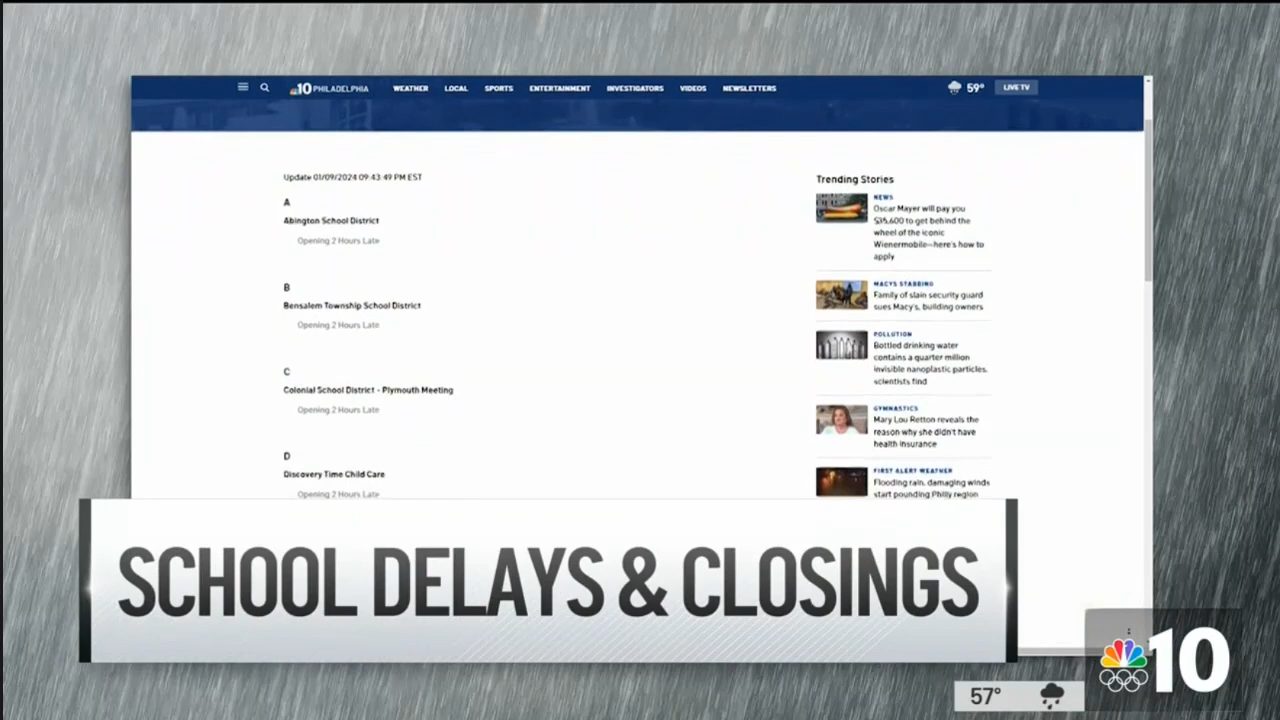 10 PHILADELPHIA WEATHER LOCAL SPORTS ENTERTAINMENT INVESTIGATORS VIDEOS NEWSLETTERS 59° LIVE TV
Update 01/09/2024 09:43:49 PM EST
A
Abington School District
Opening 2 Hours Late
B
Bensalem Township School District
Opening 2 Hours Late
C
Colonial School District - Plymouth Meeting
Opening 2 Hours Late
D
Discovery Time Child Care
Opening 2 Hours Late
Trending Stories
NEWS
Oscar Mayer will pay you
$35,600 to get behind the
wheel of the iconic
Wienermobile—here's how to
apply
MACYS STABBING
Family of slain security guard
sues Macy's, building owners
POLLUTION
Bottled drinking water
contains a quarter million
invisible nanoplastic particles,
scientists find
GYMNASTICS
Mary Lou Retton reveals the
reason why she didn't have
health insurance
FIRST ALERT WEATHER
Flooding rain, damaging winds
start pounding Philly region
SCHOOL DELAYS & CLOSINGS
10
57°